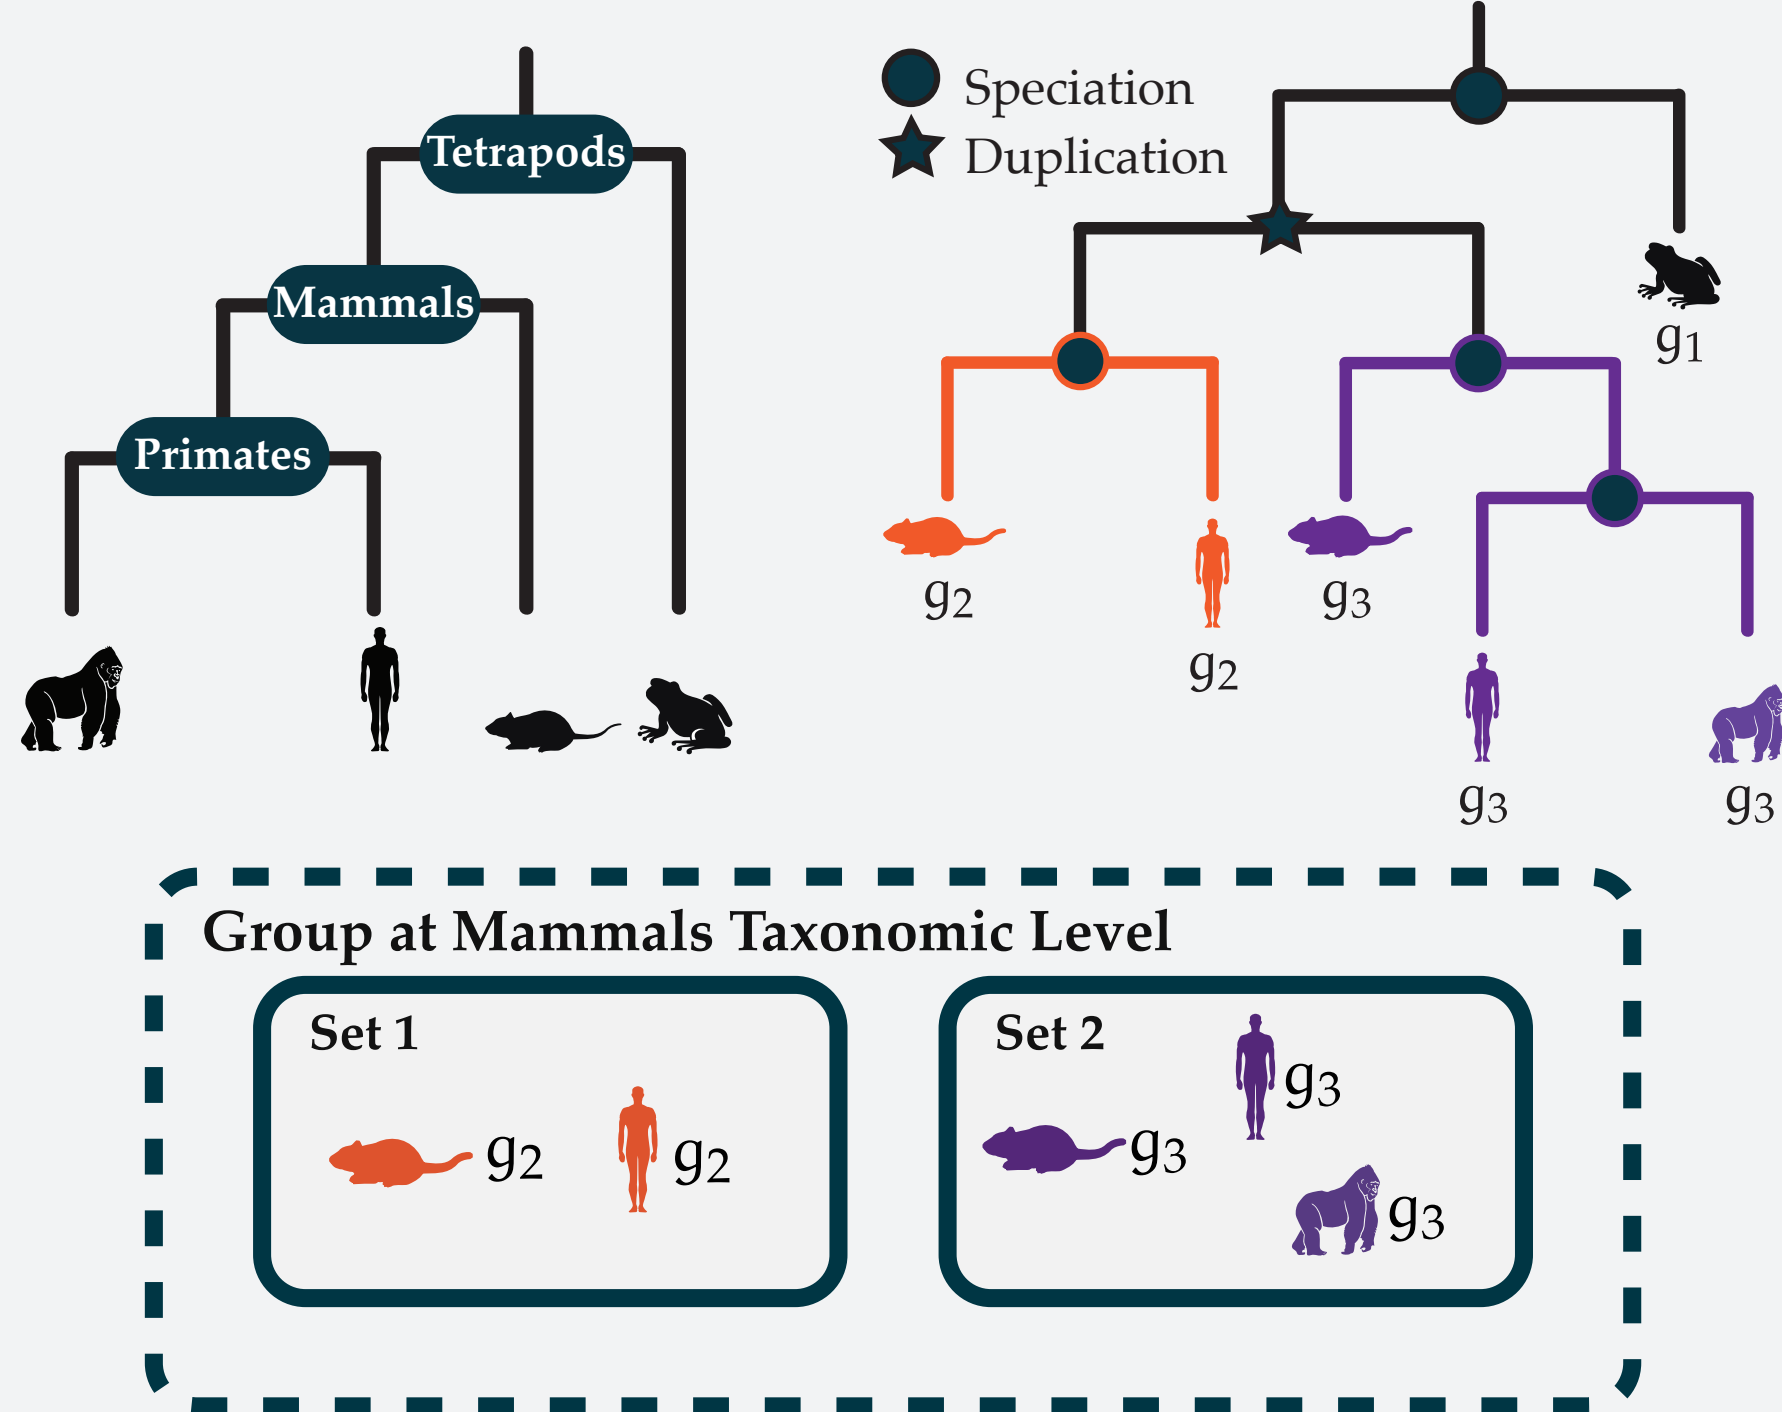 Tetrapods
Mammals
Primates
Speciation
Duplication
g1
g2
g2
g3
g3
g3
Group at Mammals Taxonomic Level
Set 1
g2
g2
Set 2
g3
g3
g3